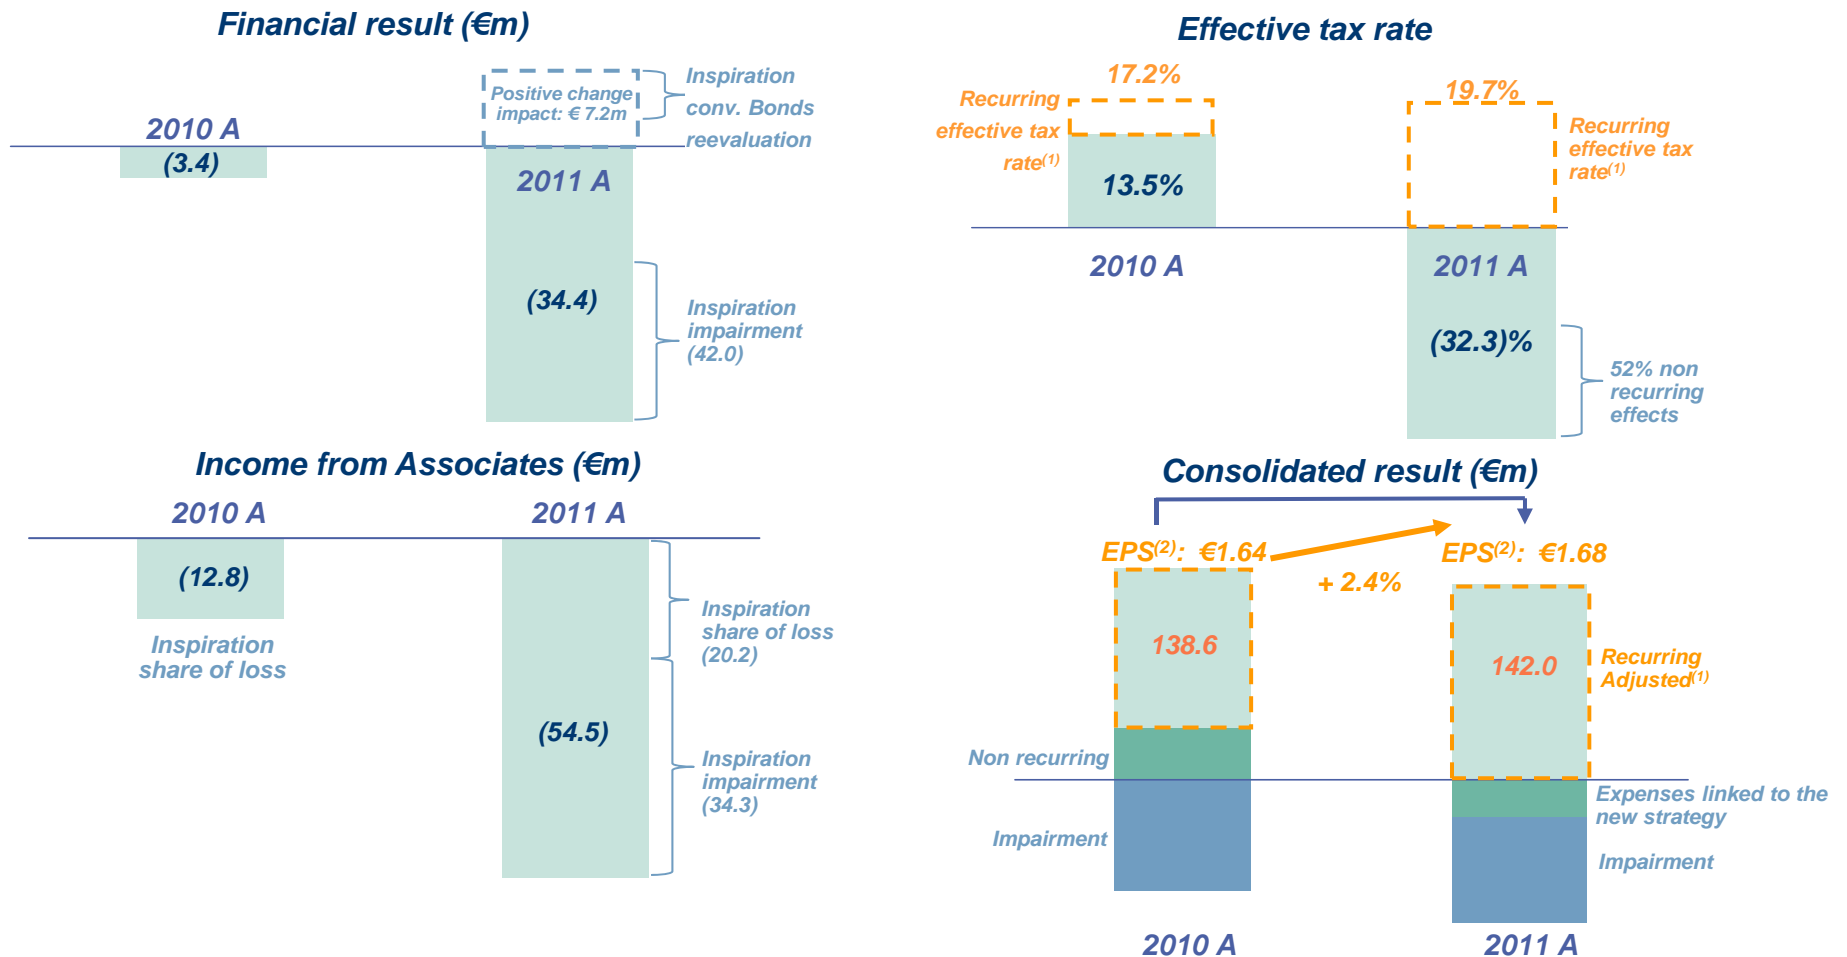 Financial result (€m)
Positive change
impact: € 7.2m
Inspiration
conv. Bonds
reevaluation
2010 A
(3.4)
2011 A
(34.4)
Inspiration
impairment
(42.0)
Effective tax rate
17.2%
Recurring
effective tax
rate(1)
13.5%
2010 A
19.7%
Recurring
effective tax
rate(1)
2011 A
(32.3)%
52% non
recurring
effects
Income from Associates (€m)
2010 A
(12.8)
Inspiration
share of loss
2011 A
(54.5)
Inspiration
share of loss
(20.2)
Inspiration
impairment
(34.3)
Consolidated result (€m)
EPS(2): €1.64
+ 2.4%
EPS(2): €1.68
138.6
142.0
Recurring
Adjusted(1)
Non recurring
Impairment
Expenses linked to the
new strategy
Impairment
2010 A
2011 A